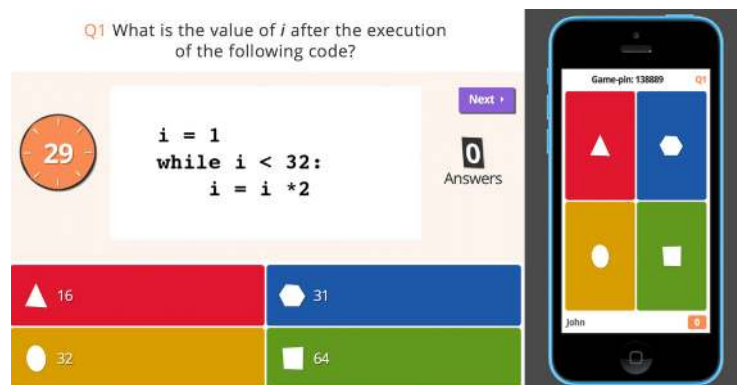 Q1 What is the value of i after the execution
of the following code?
Next
29
i = 1
while i < 32:
    i = i *2
0
Answers
16
31
32
64
Game-pin: 138889 Q1
John 0